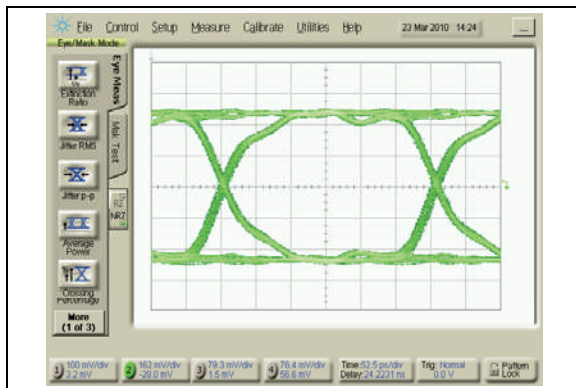 File Control Setup Measure Calibrate Utilities Help 23 Mar 2010 14:24
Eye/Mask Mode
Eye Meas
Extinction
Ratio
Jitter RMS
Msk Test
Jitter p-p
RZ
NRZ
Average
Power
Crossing
Percentage
More
(1 of 3)
1) 100 mV/div 2) 162 mV/div 3) 79.3 mV/div 4) 76.4 mV/div Time:52.5 ps/div Trig: Normal Pattern
3.2 mV -20.0 mV 1.5 mV 56.6 mV Delay:24.2231 ns 0.0 V Lock